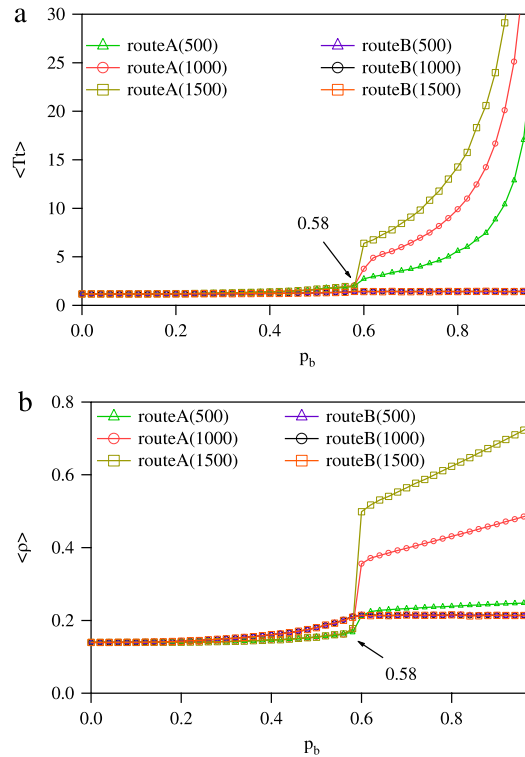 a
30
25
20
15
10
5
0
<Tt>
routeA(500) routeB(500)
routeA(1000) routeB(1000)
routeA(1500) routeB(1500)
0.58
0.0 0.2 0.4 0.6 0.8
p_b
b
0.8
0.6
0.4
0.2
0.0
<ρ>
routeA(500) routeB(500)
routeA(1000) routeB(1000)
routeA(1500) routeB(1500)
0.58
0.0 0.2 0.4 0.6 0.8
p_b